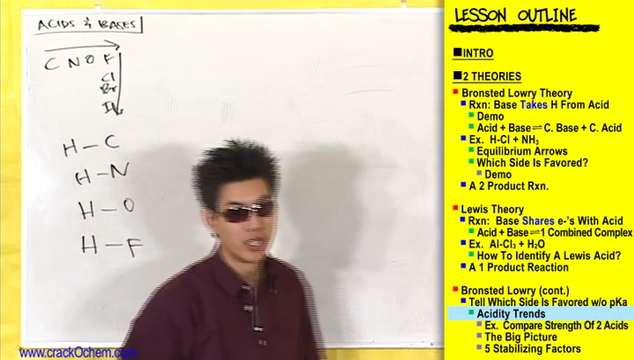 ACIDS & BASES
C N O F
Cl
Br
I
H-C
H-N
H-O
H-F
www.crackOchem.com
LESSON OUTLINE
INTRO
2 THEORIES
Bronsted Lowry Theory
Rxn: Base Takes H From Acid
Demo
Acid + Base⇌C. Base + C. Acid
Ex. H-Cl + NH₃
Equilibrium Arrows
Which Side Is Favored?
Demo
A 2 Product Rxn.
Lewis Theory
Rxn: Base Shares e-'s With Acid
Acid + Base⇌1 Combined Complex
Ex. Al-Cl₃ + H₂O
How To Identify A Lewis Acid?
A 1 Product Reaction
Bronsted Lowry (cont.)
Tell Which Side Is Favored w/o pKa
Acidity Trends
Ex. Compare Strength Of 2 Acids
The Big Picture
5 Stabilizing Factors